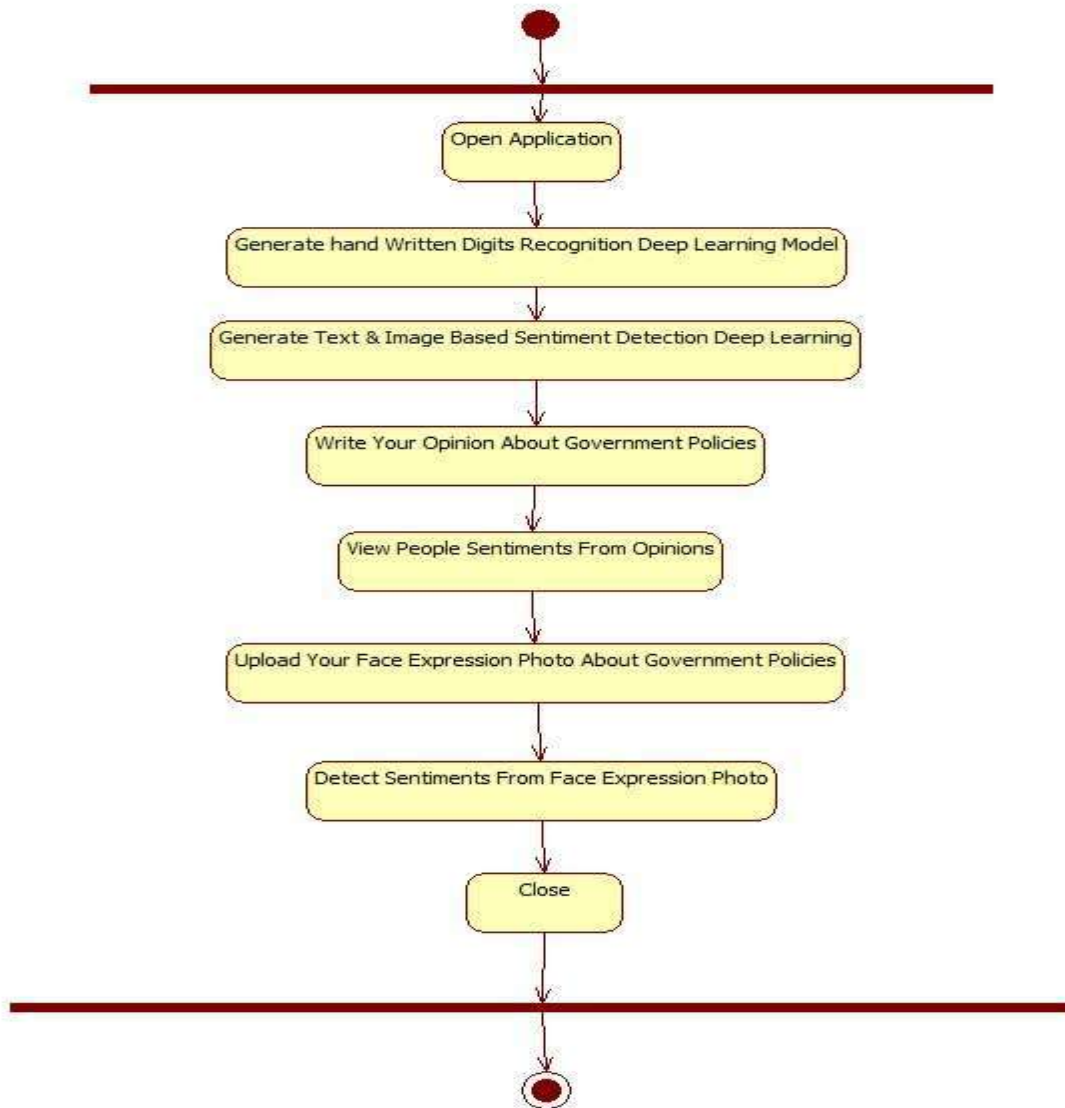 Open Application
Generate hand Written Digits Recognition Deep Learning Model
Generate Text & Image Based Sentiment Detection Deep Learning
Write Your Opinion About Government Policies
View People Sentiments From Opinions
Upload Your Face Expression Photo About Government Policies
Detect Sentiments From Face Expression Photo
Close